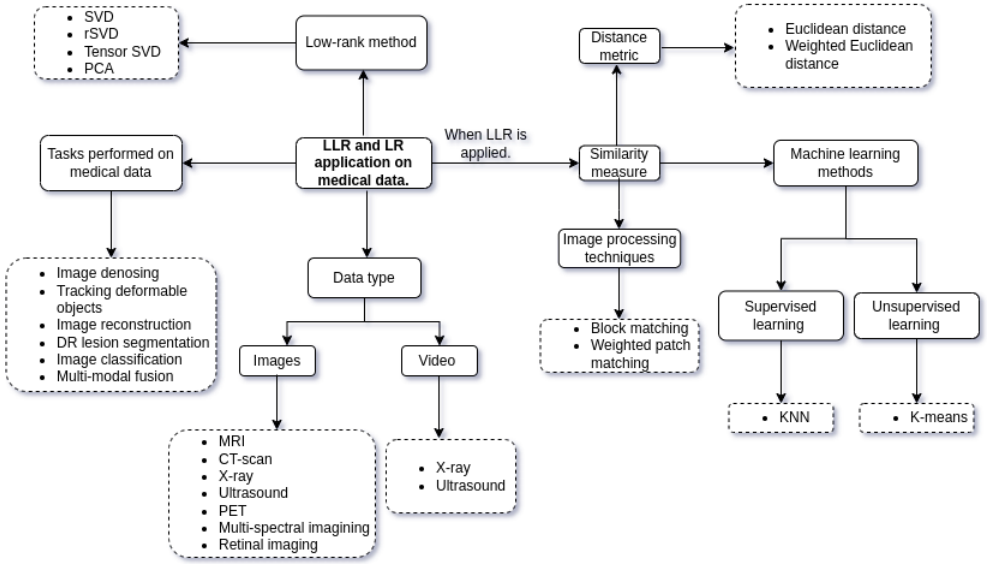 SVD
rSVD
Tensor SVD
PCA
Low-rank method
Distance
metric
Euclidean distance
Weighted Euclidean
distance
Tasks performed on
medical data
LLR and LR
application on
medical data.
When LLR is
applied.
Similarity
measure
Machine learning
methods
Image processing
techniques
Image denosing
Tracking deformable
objects
Image reconstruction
DR lesion segmentation
Image classification
Multi-modal fusion
Data type
Images
Video
Block matching
Weighted patch
matching
Supervised
learning
Unsupervised
learning
KNN
K-means
MRI
CT-scan
X-ray
Ultrasound
PET
Multi-spectral imagining
Retinal imaging
X-ray
Ultrasound